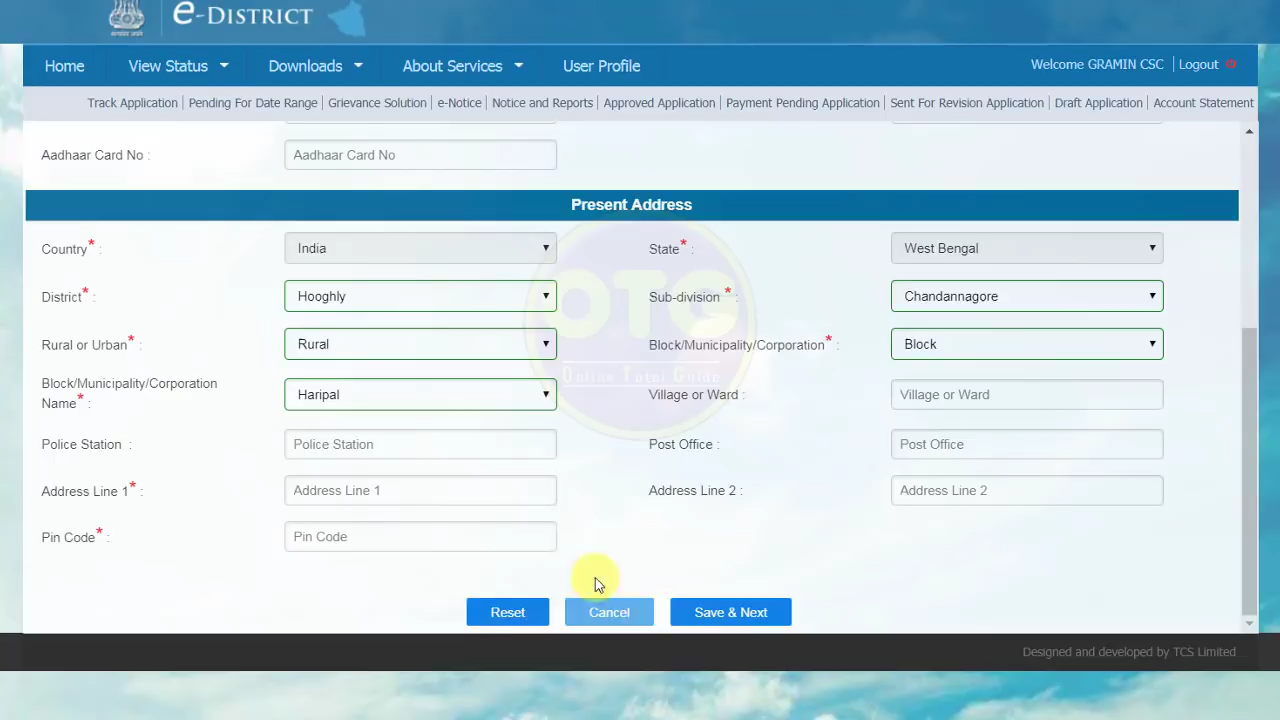 e-DISTRICT
Home View Status Downloads About Services User Profile Welcome GRAMIN CSC Logout
Track Application Pending For Date Range Grievance Solution e-Notice Notice and Reports Approved Application Payment Pending Application Sent For Revision Application Draft Application Account Statement
Aadhaar Card No : Aadhaar Card No
Present Address
Country* : India State* : West Bengal
District* : Hooghly Sub-division * : Chandannagore
Rural or Urban* : Rural Block/Municipality/Corporation* : Block
Block/Municipality/Corporation
Name* : Haripal Village or Ward : Village or Ward
OTG
Online Tutor Guide
Police Station : Police Station Post Office : Post Office
Address Line 1* : Address Line 1 Address Line 2 : Address Line 2
Pin Code* : Pin Code
Reset Cancel Save & Next
Designed and developed by TCS Limited